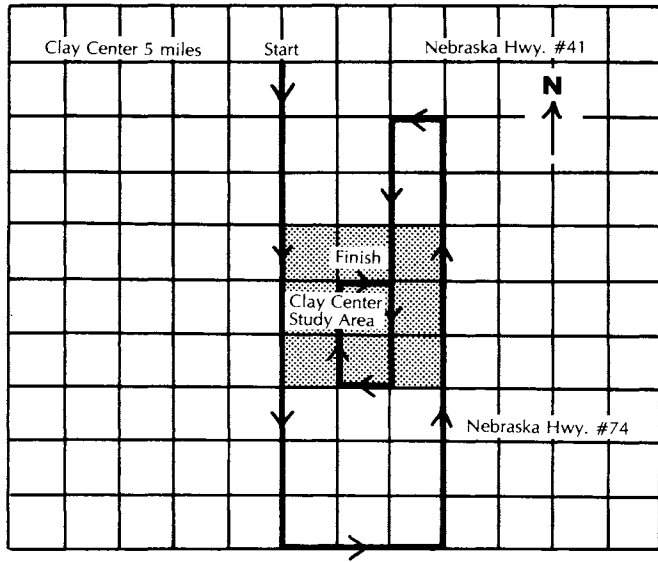 Clay Center 5 miles
Start
Nebraska Hwy. #41
N
Finish
Clay Center
Study Area
Nebraska Hwy. #74